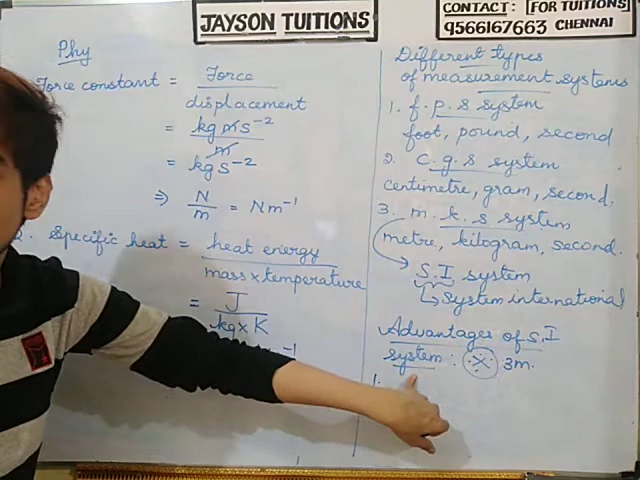 JAYSON TUITIONS
CONTACT: [FOR TUITIONS]
9566167663 CHENNAI
Phy
Force constant = Force
displacement
= kg m s⁻²
m
= kg s⁻²
⇒ N/m = Nm⁻¹
2. Specific heat = heat energy
mass x temperature
= J
kg x K
⁻¹
Different types
of measurement systems
1. f.p.s system
foot, pound, second
2. c.g.s system
centimetre, gram, second.
3. m.k.s system
metre, kilogram, second.
S.I system
System international
Advantages of S.I
system : 3m.
1.